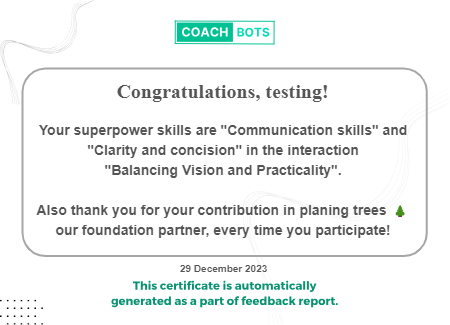 COACH BOTS
Congratulations, testing!
Your superpower skills are "Communication skills" and
"Clarity and concision" in the interaction
"Balancing Vision and Practicality".
Also thank you for your contribution in planing trees 🌲
our foundation partner, every time you participate!
29 December 2023
This certificate is automatically
generated as a part of feedback report.